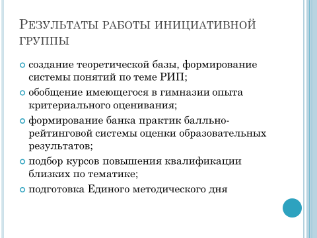 Результаты работы инициативной
группы
создание теоретической базы, формирование
системы понятий по теме РИП;
обобщение имеющегося в гимназии опыта
критериального оценивания;
формирование банка практик балльно-
рейтинговой системы оценки образовательных
результатов;
подбор курсов повышения квалификации
близких по тематике;
подготовка Единого методического дня